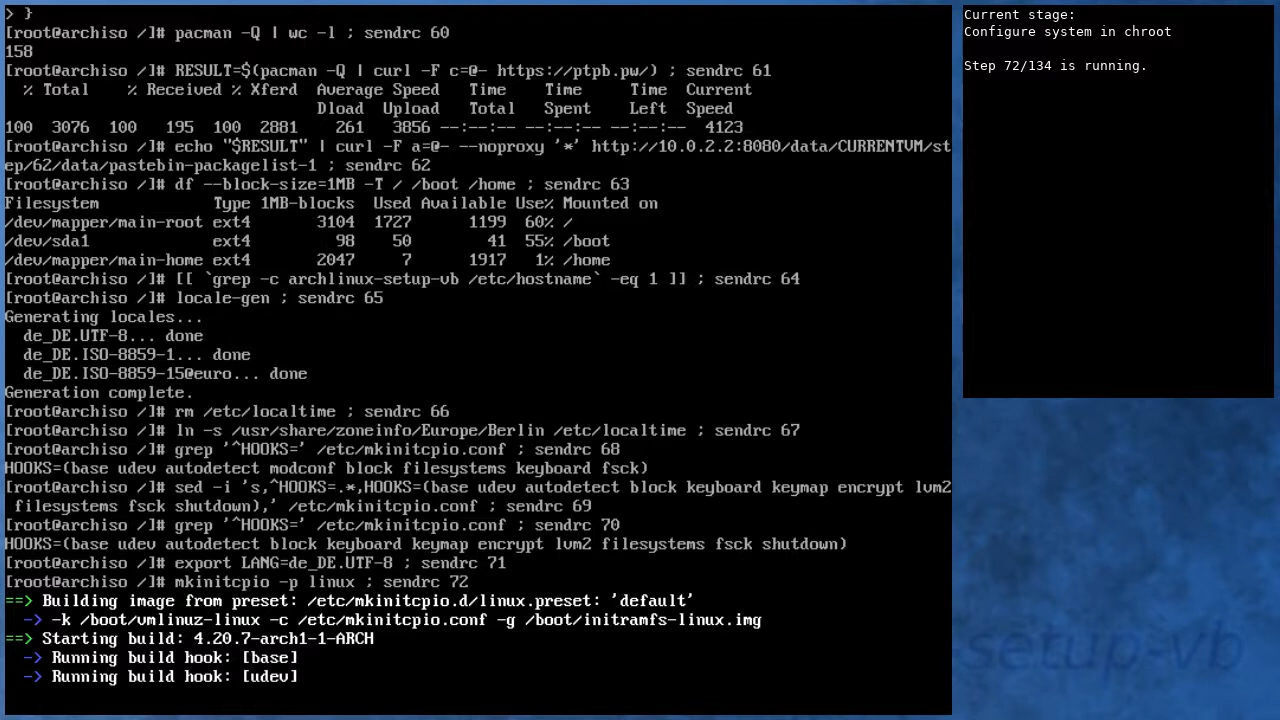 > }
[root@archiso /]# pacman -Q | wc -l ; sendrc 60
158
[root@archiso /]# RESULT=$(pacman -Q | curl -F c=@- https://ptpb.pw/) ; sendrc 61
  % Total    % Received % Xferd  Average Speed   Time    Time     Time  Current
                                 Dload  Upload   Total   Spent    Left  Speed
100  3076  100   195  100  2881    261   3856 --:--:-- --:--:-- --:--:--  4123
[root@archiso /]# echo "$RESULT" | curl -F a=@- --noproxy '*' http://10.0.2.2:8080/data/CURRENTVM/st
ep/62/data/pastebin-packagelist-1 ; sendrc 62
[root@archiso /]# df --block-size=1MB -T / /boot /home ; sendrc 63
Filesystem            Type 1MB-blocks  Used Available Use% Mounted on
/dev/mapper/main-root ext4       3104  1727      1199  60% /
/dev/sda1             ext4         98    50        41  55% /boot
/dev/mapper/main-home ext4       2047     7      1917   1% /home
[root@archiso /]# [[ `grep -c archlinux-setup-vb /etc/hostname` -eq 1 ]] ; sendrc 64
[root@archiso /]# locale-gen ; sendrc 65
Generating locales...
  de_DE.UTF-8... done
  de_DE.ISO-8859-1... done
  de_DE.ISO-8859-15@euro... done
Generation complete.
[root@archiso /]# rm /etc/localtime ; sendrc 66
[root@archiso /]# ln -s /usr/share/zoneinfo/Europe/Berlin /etc/localtime ; sendrc 67
[root@archiso /]# grep '^HOOKS=' /etc/mkinitcpio.conf ; sendrc 68
HOOKS=(base udev autodetect modconf block filesystems keyboard fsck)
[root@archiso /]# sed -i 's,^HOOKS=.*,HOOKS=(base udev autodetect block keyboard keymap encrypt lvm2
 filesystems fsck shutdown),' /etc/mkinitcpio.conf ; sendrc 69
[root@archiso /]# grep '^HOOKS=' /etc/mkinitcpio.conf ; sendrc 70
HOOKS=(base udev autodetect block keyboard keymap encrypt lvm2 filesystems fsck shutdown)
[root@archiso /]# export LANG=de_DE.UTF-8 ; sendrc 71
[root@archiso /]# mkinitcpio -p linux ; sendrc 72
==> Building image from preset: /etc/mkinitcpio.d/linux.preset: 'default'
  -> -k /boot/vmlinuz-linux -c /etc/mkinitcpio.conf -g /boot/initramfs-linux.img
==> Starting build: 4.20.7-arch1-1-ARCH
  -> Running build hook: [base]
  -> Running build hook: [udev]
Current stage:
Configure system in chroot
Step 72/134 is running.
setup-vb